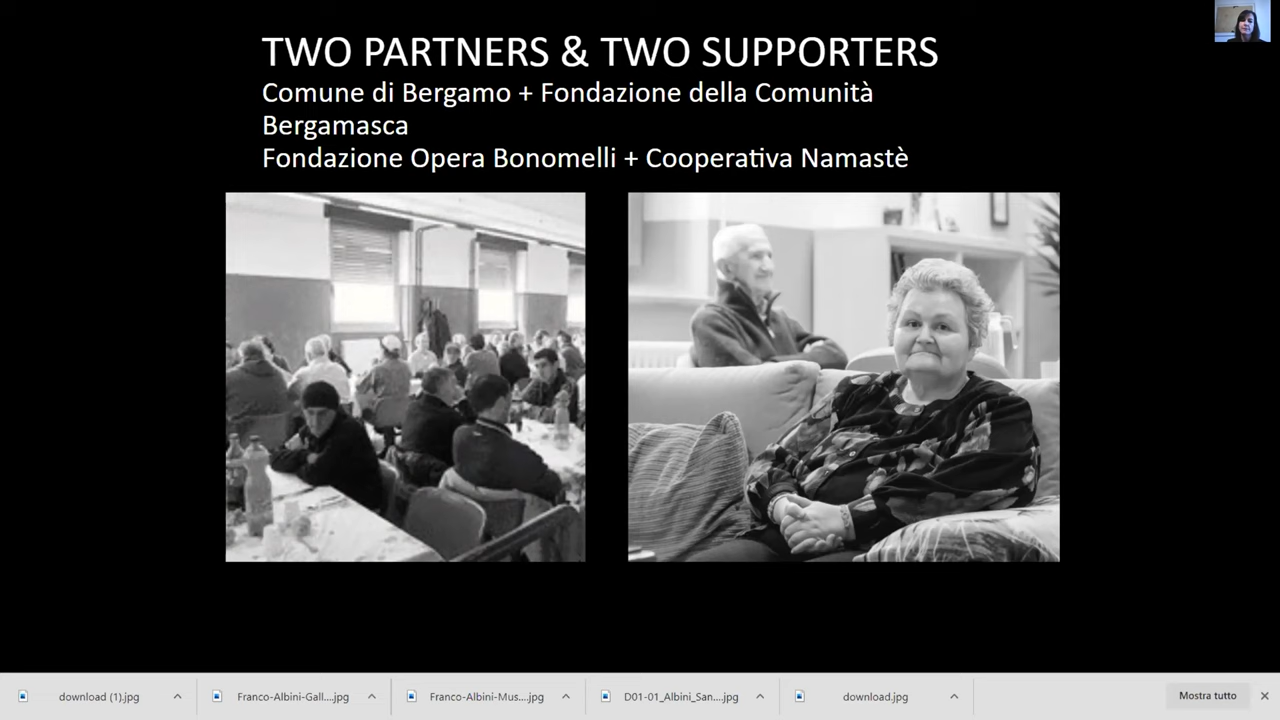 TWO PARTNERS & TWO SUPPORTERS
Comune di Bergamo + Fondazione della Comunità
Bergamasca
Fondazione Opera Bonomelli + Cooperativa Namastè
download (1).jpg
Franco-Albini-Gall....jpg
Franco-Albini-Mus....jpg
D01-01_Albini_San....jpg
download.jpg
Mostra tutto